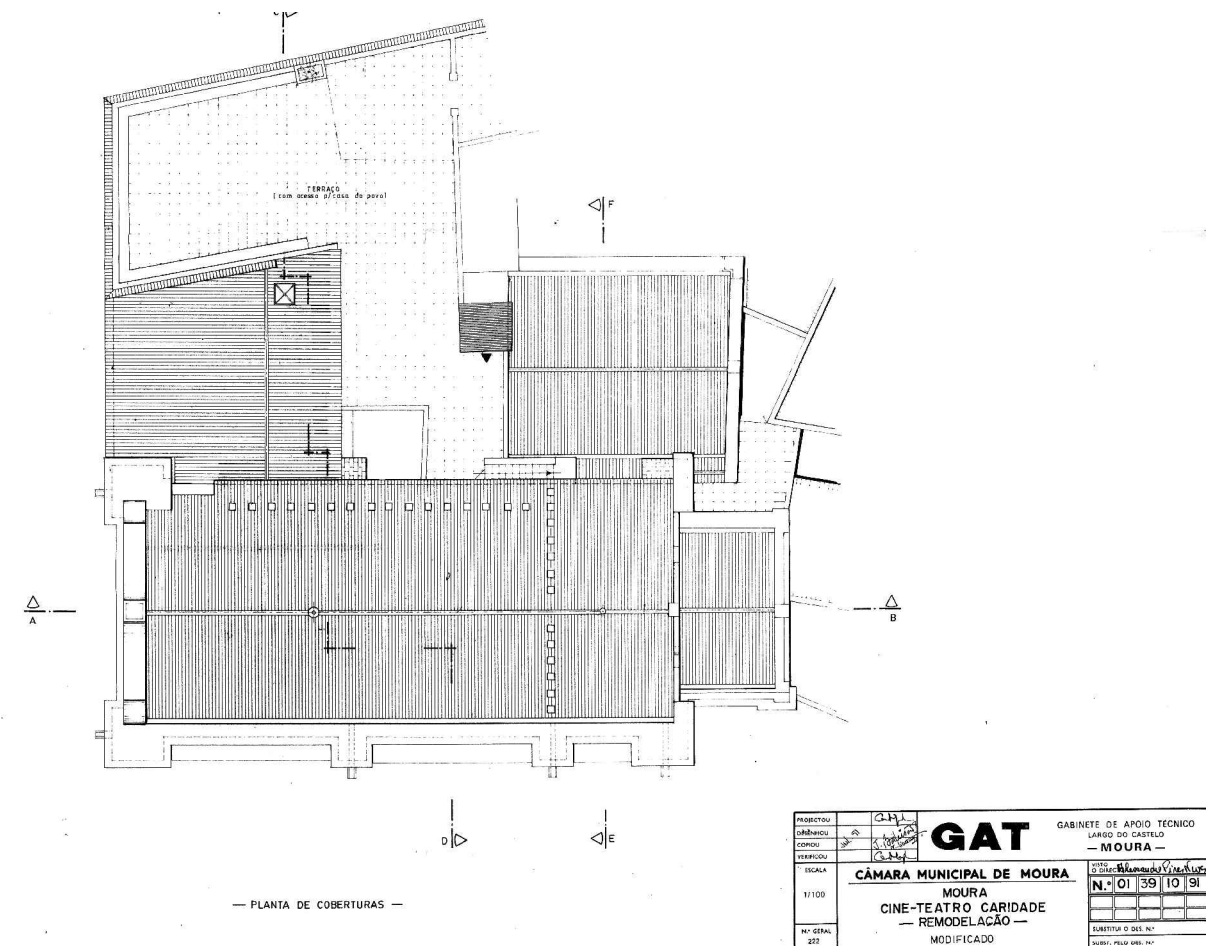 C
TERRAÇO
( com acesso p/casa do povo)
F
A
B
D
E
— PLANTA DE COBERTURAS —
PROJECTOU
DESENHOU
COPIOU
VERIFICOU
ESCALA
1/100
N.º GERAL
222
GAT
GABINETE DE APOIO TÉCNICO
LARGO DO CASTELO
— MOURA —
CÂMARA MUNICIPAL DE MOURA
MOURA
CINE-TEATRO CARIDADE
— REMODELAÇÃO —
MODIFICADO
VISTO
O DIREC
N.º 01 39 10 91
SUBSTITUI O DES. N.º
SUBST. PELO DES. N.º